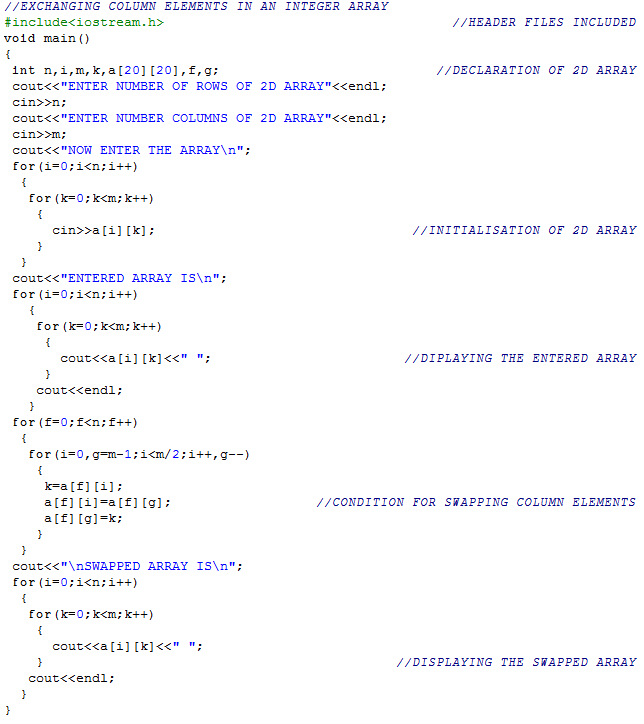 //EXCHANGING COLUMN ELEMENTS IN AN INTEGER ARRAY
#include<iostream.h> //HEADER FILES INCLUDED
void main()
{
int n,i,m,k,a[20][20],f,g; //DECLARATION OF 2D ARRAY
cout<<"ENTER NUMBER OF ROWS OF 2D ARRAY"<<endl;
cin>>n;
cout<<"ENTER NUMBER COLUMNS OF 2D ARRAY"<<endl;
cin>>m;
cout<<"NOW ENTER THE ARRAY\n";
for(i=0;i<n;i++)
{
for(k=0;k<m;k++)
{
cin>>a[i][k]; //INITIALISATION OF 2D ARRAY
}
}
cout<<"ENTERED ARRAY IS\n";
for(i=0;i<n;i++)
{
for(k=0;k<m;k++)
{
cout<<a[i][k]<<" "; //DIPLAYING THE ENTERED ARRAY
}
cout<<endl;
}
for(f=0;f<n;f++)
{
for(i=0,g=m-1;i<m/2;i++,g--)
{
k=a[f][i];
a[f][i]=a[f][g]; //CONDITION FOR SWAPPING COLUMN ELEMENTS
a[f][g]=k;
}
}
cout<<"\nSWAPPED ARRAY IS\n";
for(i=0;i<n;i++)
{
for(k=0;k<m;k++)
{
cout<<a[i][k]<<" ";
} //DISPLAYING THE SWAPPED ARRAY
cout<<endl;
}
}